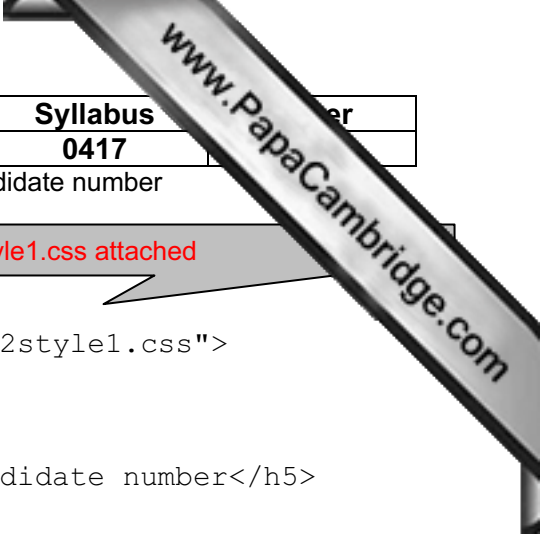 www.PapaCambridge.com
Syllabus er
0417
didate number
yle1.css attached
2style1.css">
didate number</h5>